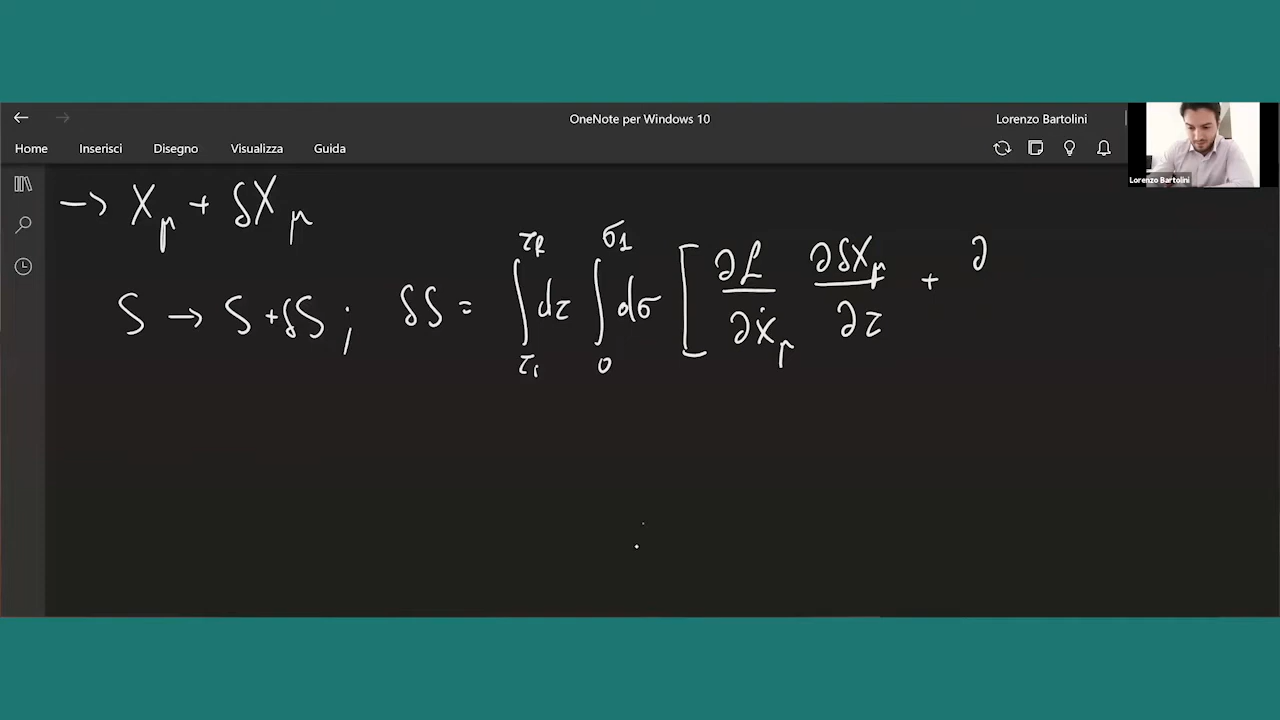 OneNote per Windows 10
Lorenzo Bartolini
Home Inserisci Disegno Visualizza Guida
Lorenzo Bartolini
→ X_μ + δX_μ
S → S + δS ; δS = ∫_{τ_i}^{τ_f} dτ ∫_0^{σ_1} dσ [ ∂ℒ/∂Ẋ_μ ∂δX_μ/∂τ + ∂